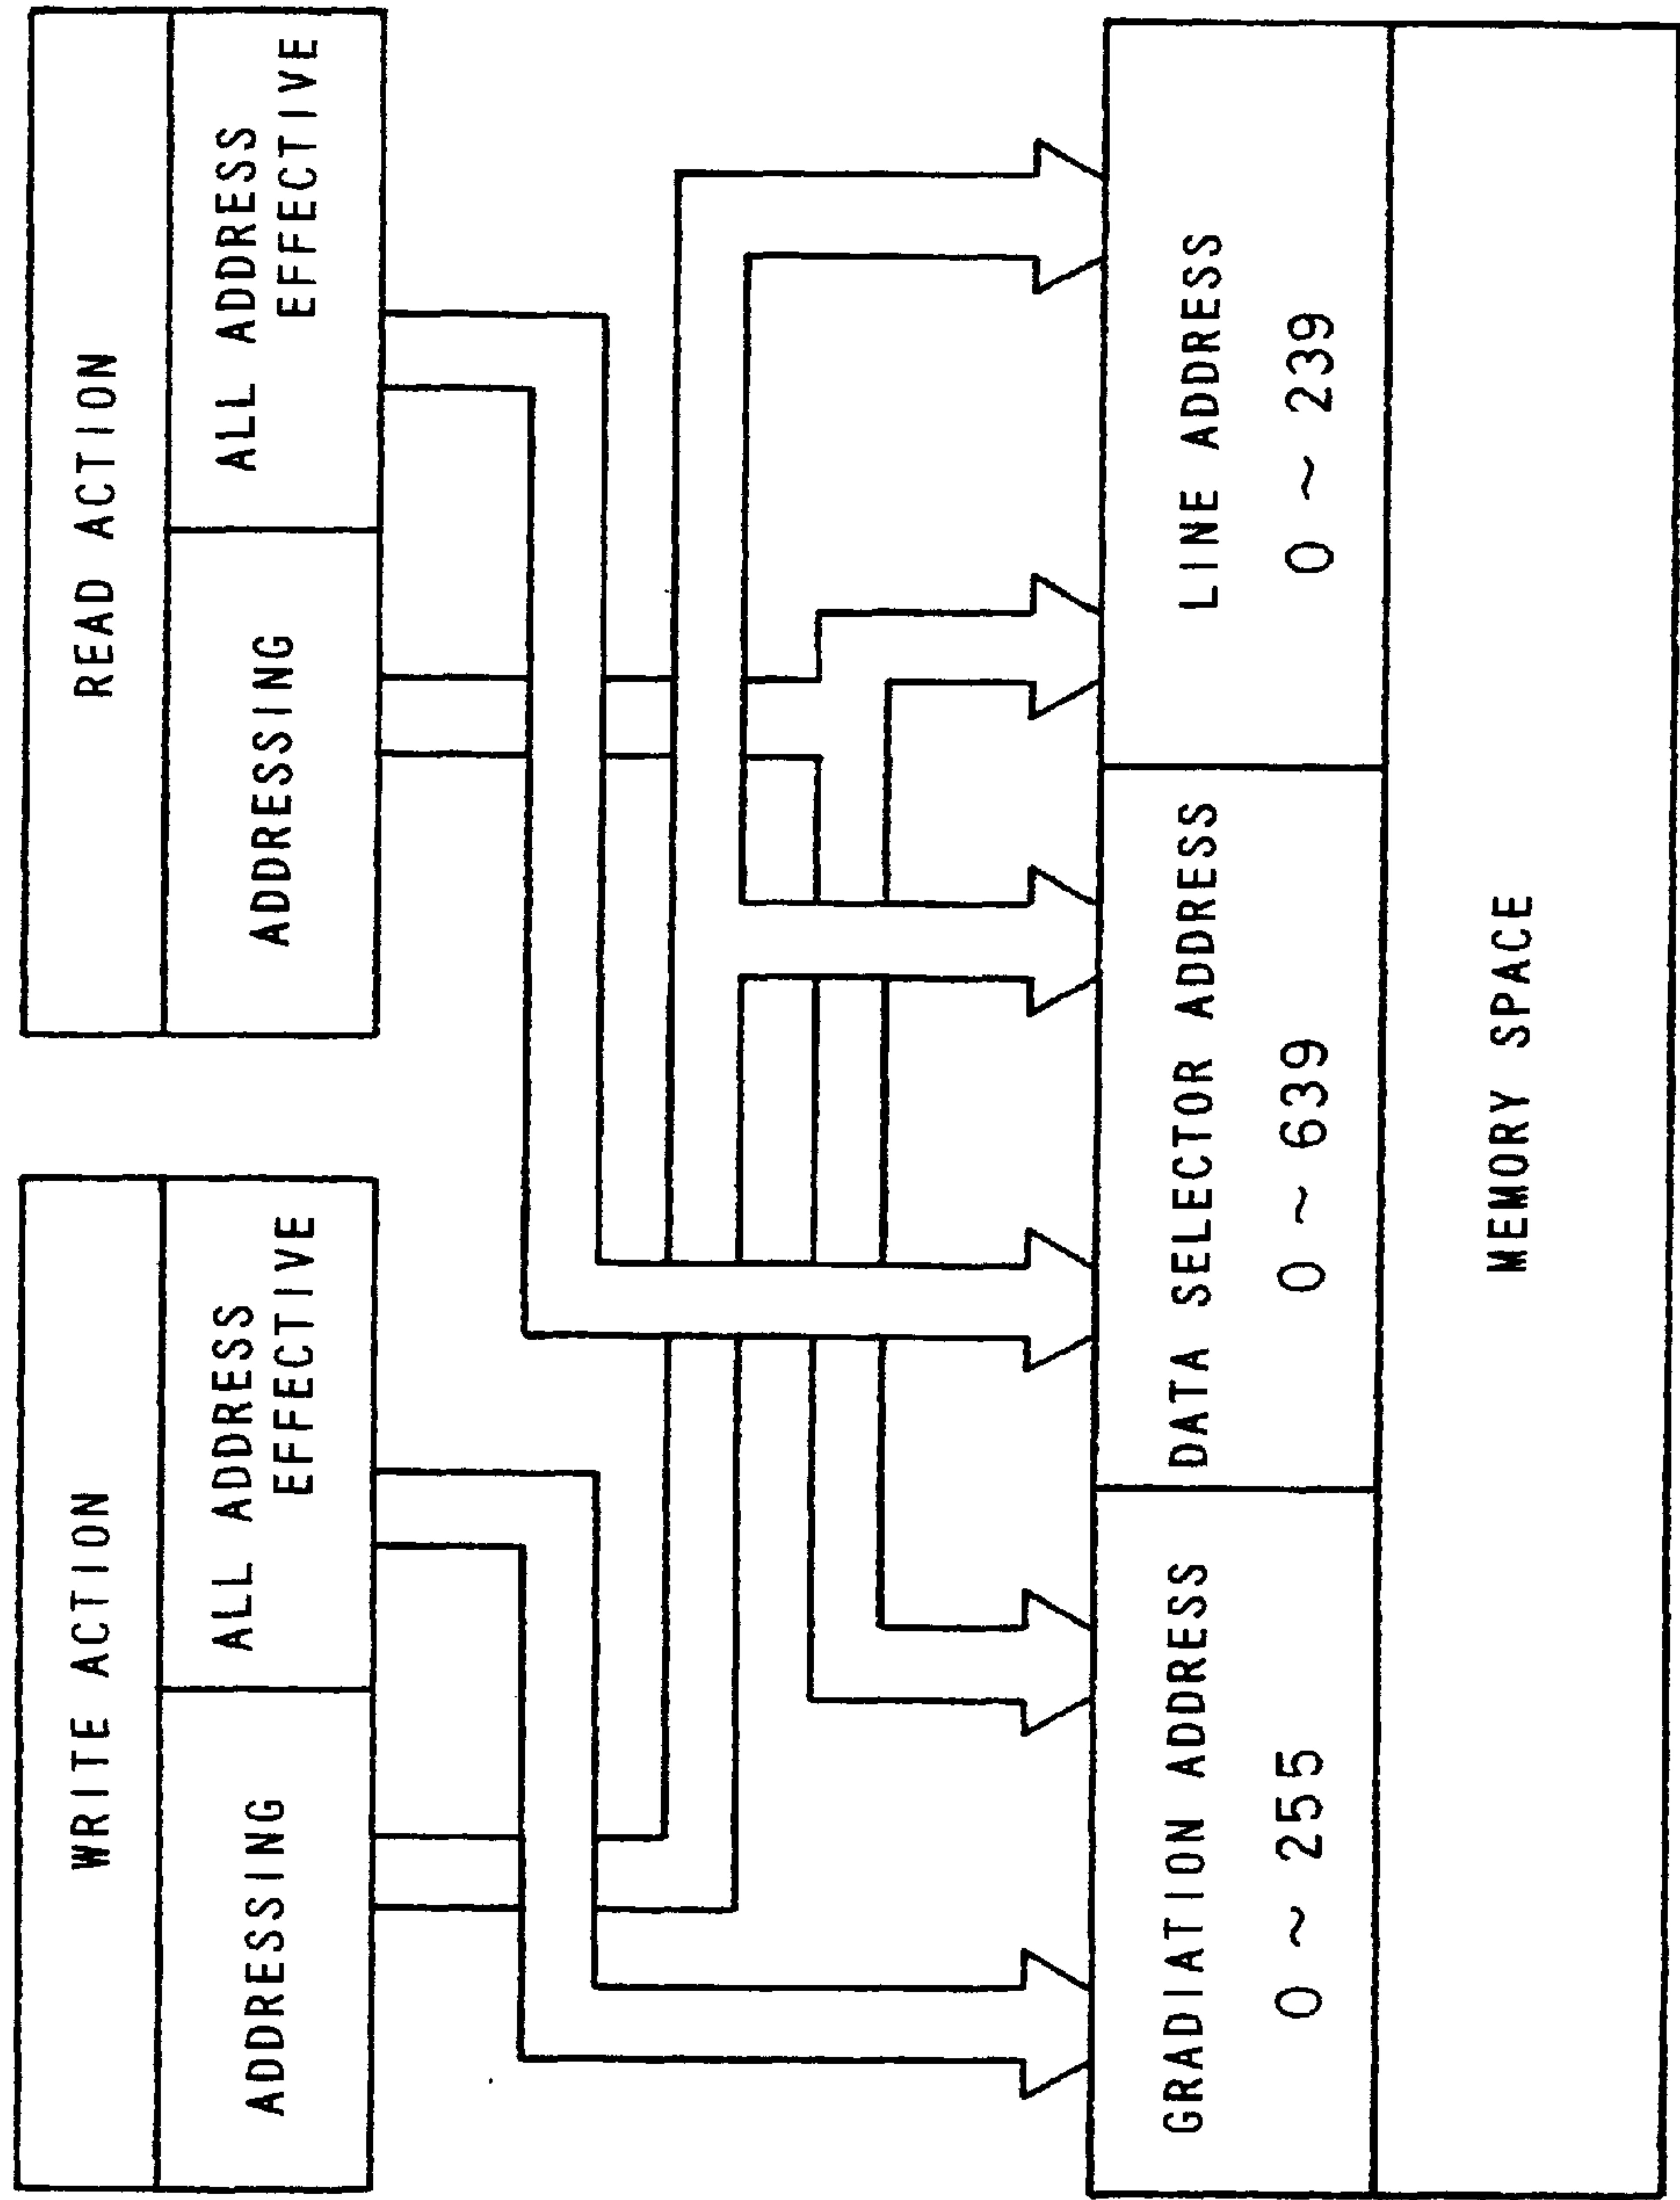 WRITE ACTION
ADDRESSING
ALL ADDRESS
EFFECTIVE
READ ACTION
ADDRESSING
ALL ADDRESS
EFFECTIVE
GRADIATION ADDRESS
0 ~ 255
DATA SELECTOR ADDRESS
0 ~ 639
LINE ADDRESS
0 ~ 239
MEMORY SPACE